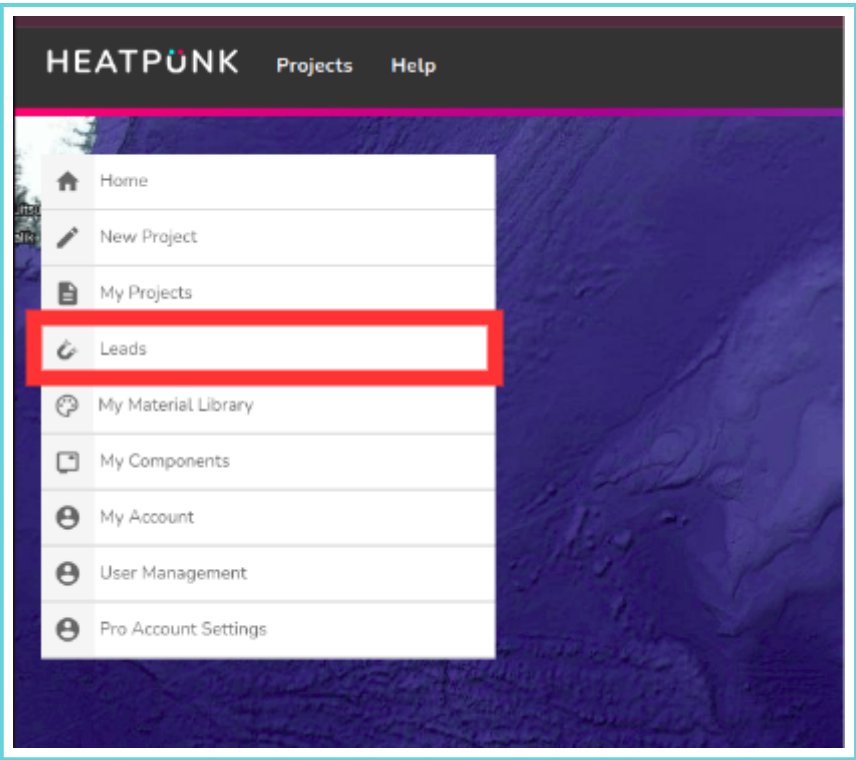 HEATPÜNK Projects Help
Home
New Project
My Projects
Leads
My Material Library
My Components
My Account
User Management
Pro Account Settings